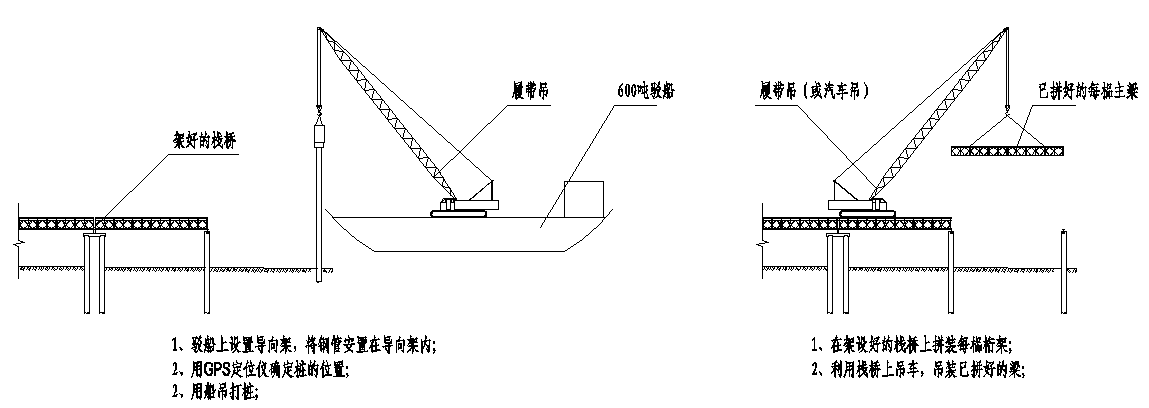 架好的栈桥
履带吊
600吨驳船
1、驳船上设置导向架，将钢管安置在导向架内；
2、用GPS定位仪确定桩的位置；
2、用船吊打桩；
履带吊（或汽车吊）
已拼好的每榀主梁
1、在架设好的栈桥上拼装每榀桁架；
2、利用栈桥上吊车，吊装已拼好的梁；